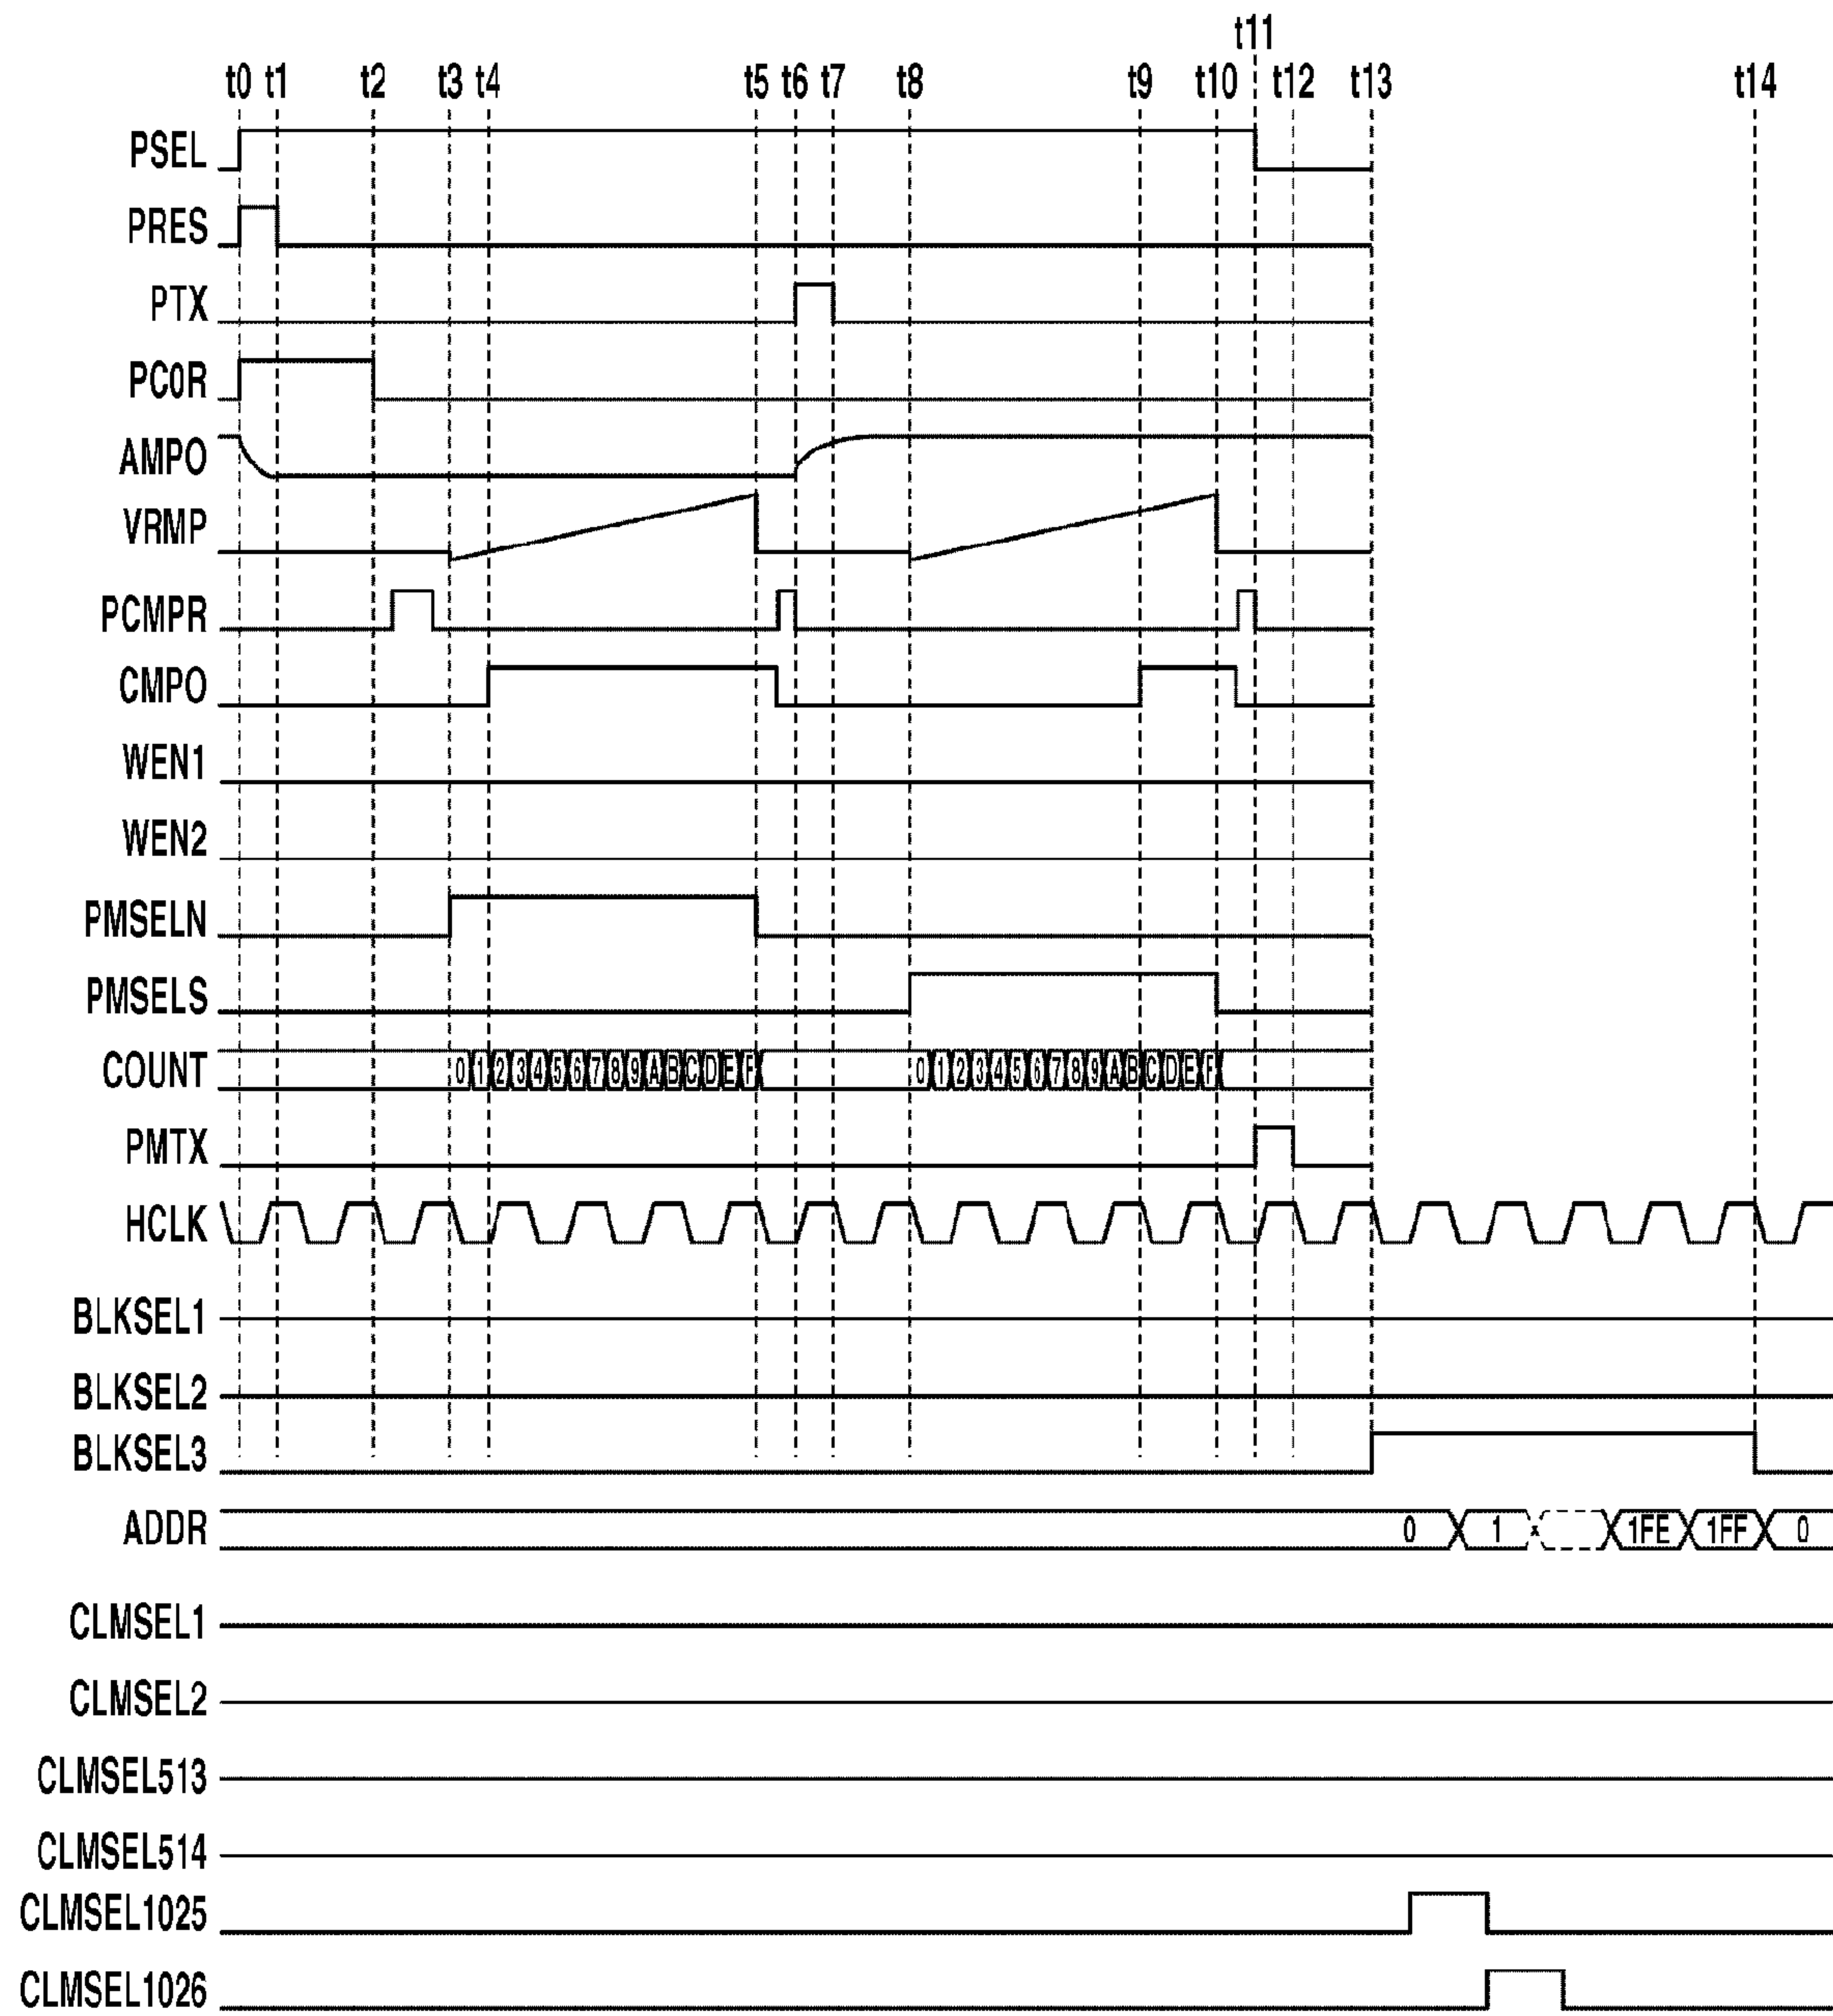 t11
t0 t1 t2 t3 t4 t5 t6 t7 t8 t9 t10 t12 t13 t14
PSEL
PRES
PTX
PC0R
AMPO
VRMP
PCMPR
CMPO
WEN1
WEN2
PMSELN
PMSELS
COUNT 0 1 2 3 4 5 6 7 8 9 A B C D E F 0 1 2 3 4 5 6 7 8 9 A B C D E F
PMTX
HCLK
BLKSEL1
BLKSEL2
BLKSEL3
ADDR 0 1 1FE 1FF 0
CLMSEL1
CLMSEL2
CLMSEL513
CLMSEL514
CLMSEL1025
CLMSEL1026